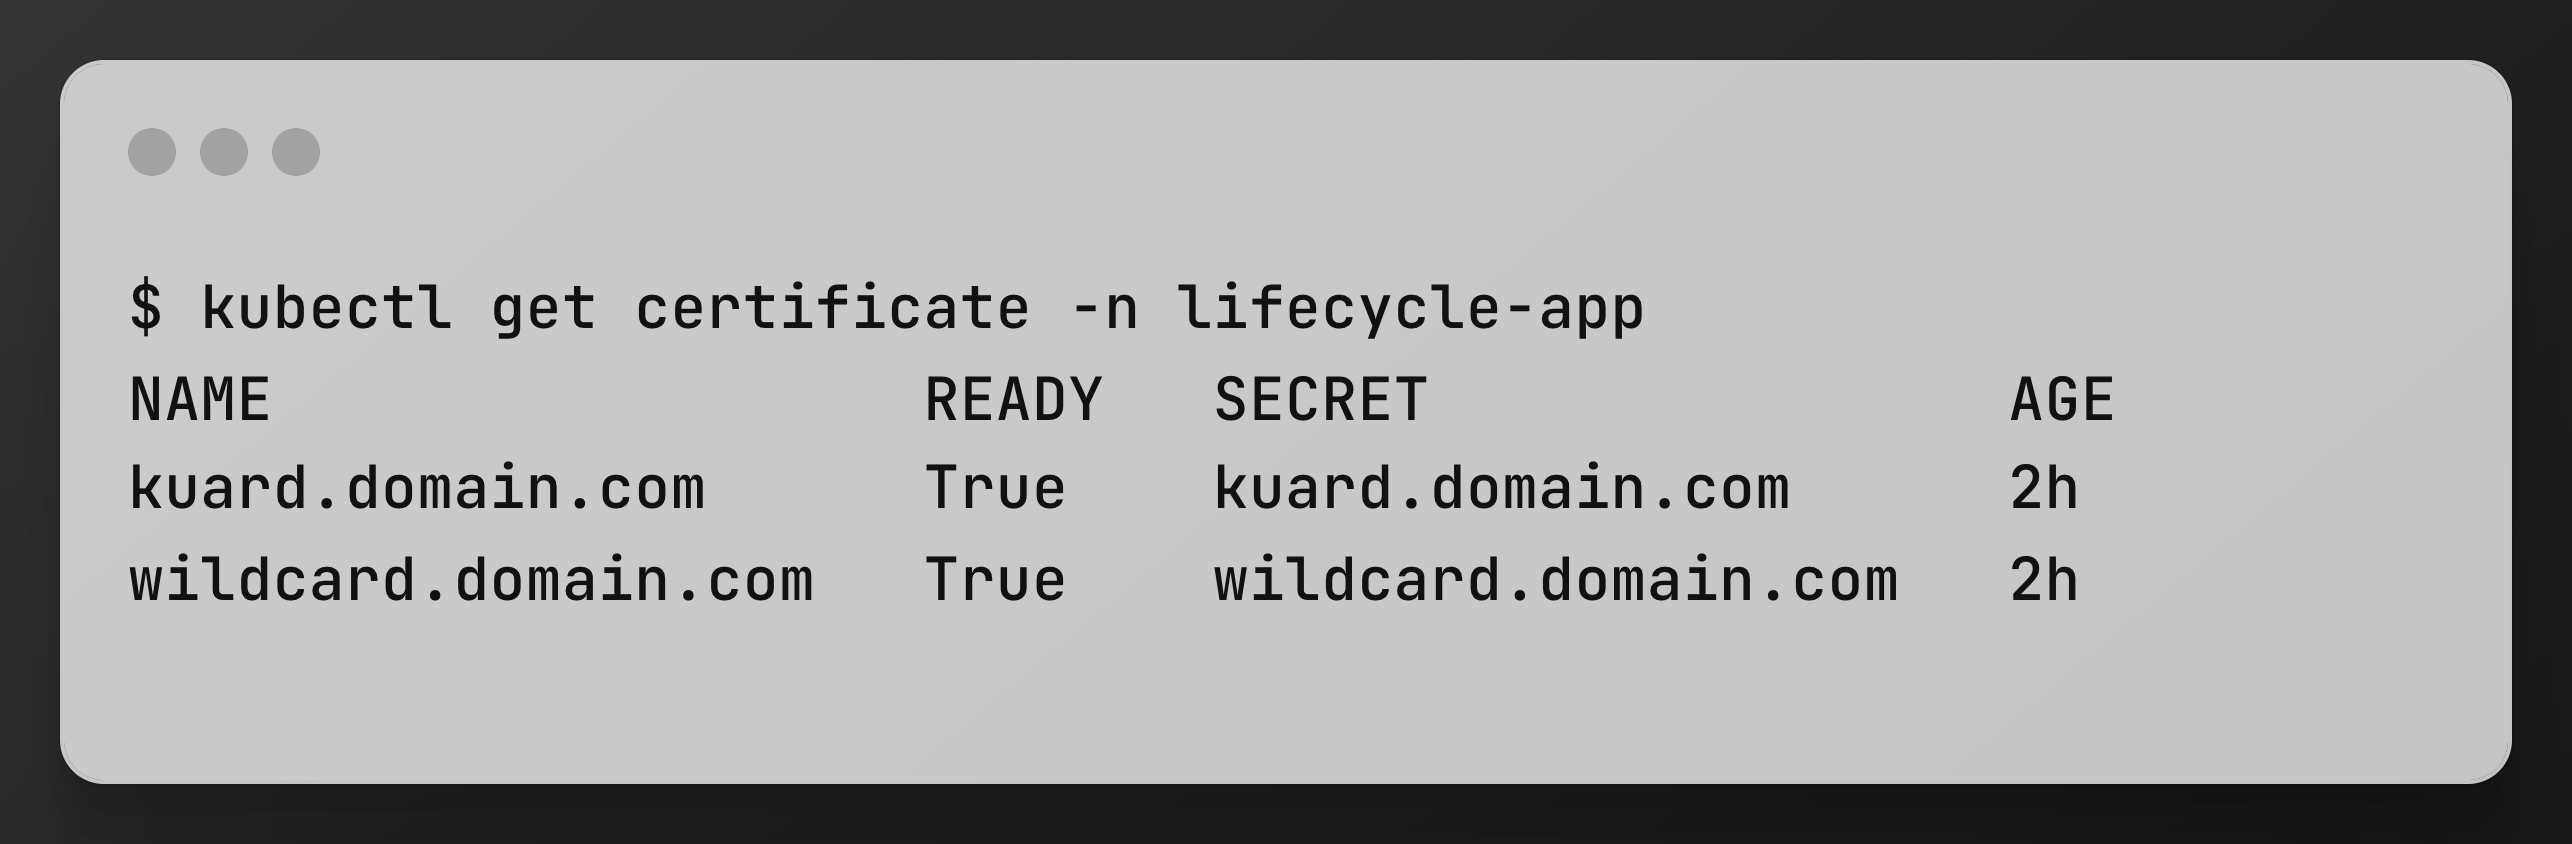 $ kubectl get certificate -n lifecycle-app
NAME                  READY   SECRET                AGE
kuard.domain.com      True    kuard.domain.com      2h
wildcard.domain.com   True    wildcard.domain.com   2h